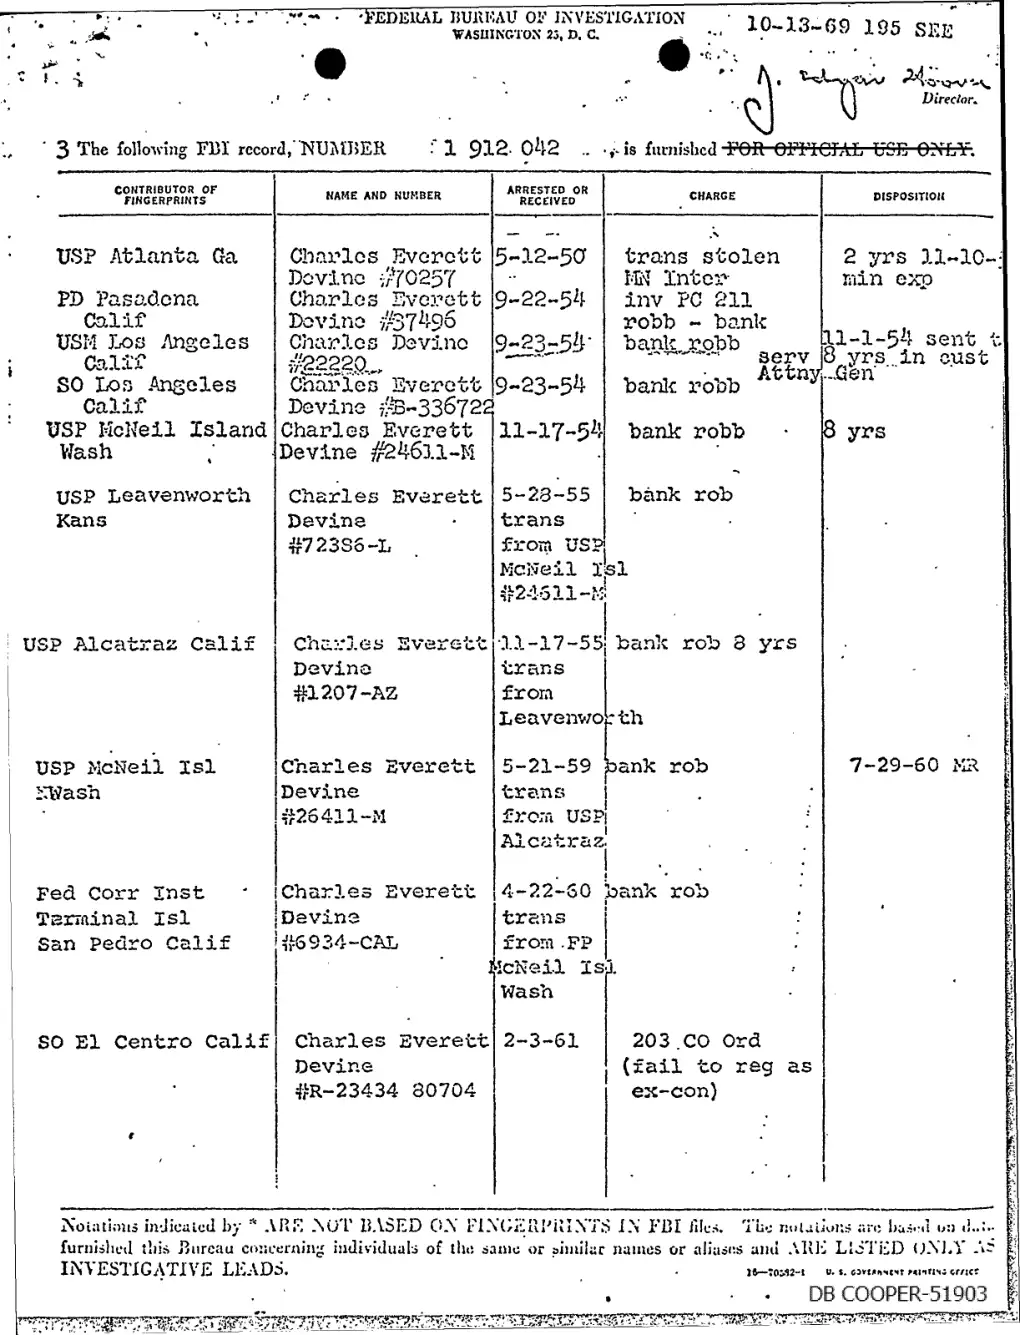 FEDERAL BUREAU OF INVESTIGATION
WASHINGTON 25, D. C.
10-13-69 195 SEE
J. Edgar Hoover
Director.
3 The following FBI record, NUMBER 1 912 042 , is furnished FOR OFFICIAL USE ONLY.
CONTRIBUTOR OF FINGERPRINTS NAME AND NUMBER ARRESTED OR RECEIVED CHARGE DISPOSITION
USP Atlanta Ga Charles Everett 5-12-50 trans stolen 2 yrs 11-10-
Devine #70257 MN Inter min exp
PD Pasadena Charles Everett 9-22-54 inv PC 211
Calif Devine #37496 robb - bank
USM Los Angeles Charles Devine 9-23-54 bank robb 11-1-54 sent t
Calif #22220 serv 8 yrs in cust
Attny Gen
SO Los Angeles Charles Everett 9-23-54 bank robb
Calif Devine #B-336722
USP McNeil Island Charles Everett 11-17-54 bank robb 8 yrs
Wash Devine #24611-M
USP Leavenworth Charles Everett 5-28-55 bank rob
Kans Devine trans
#72386-L from USP
McNeil Isl
#24611-M
USP Alcatraz Calif Charles Everett 11-17-55 bank rob 8 yrs
Devine trans
#1207-AZ from
Leavenworth
USP McNeil Isl Charles Everett 5-21-59 bank rob 7-29-60 MR
Wash Devine trans
#26411-M from USP
Alcatraz
Fed Corr Inst Charles Everett 4-22-60 bank rob
Terminal Isl Devine trans
San Pedro Calif #6934-CAL from FP
McNeil Isl
Wash
SO El Centro Calif Charles Everett 2-3-61 203 CO Ord
Devine (fail to reg as
#R-23434 80704 ex-con)
Notations indicated by * ARE NOT BASED ON FINGERPRINTS IN FBI files. The notations are based on data
furnished this Bureau concerning individuals of the same or similar names or aliases and ARE LISTED ONLY AS
INVESTIGATIVE LEADS.
16—70582-1 U. S. GOVERNMENT PRINTING OFFICE
DB COOPER-51903